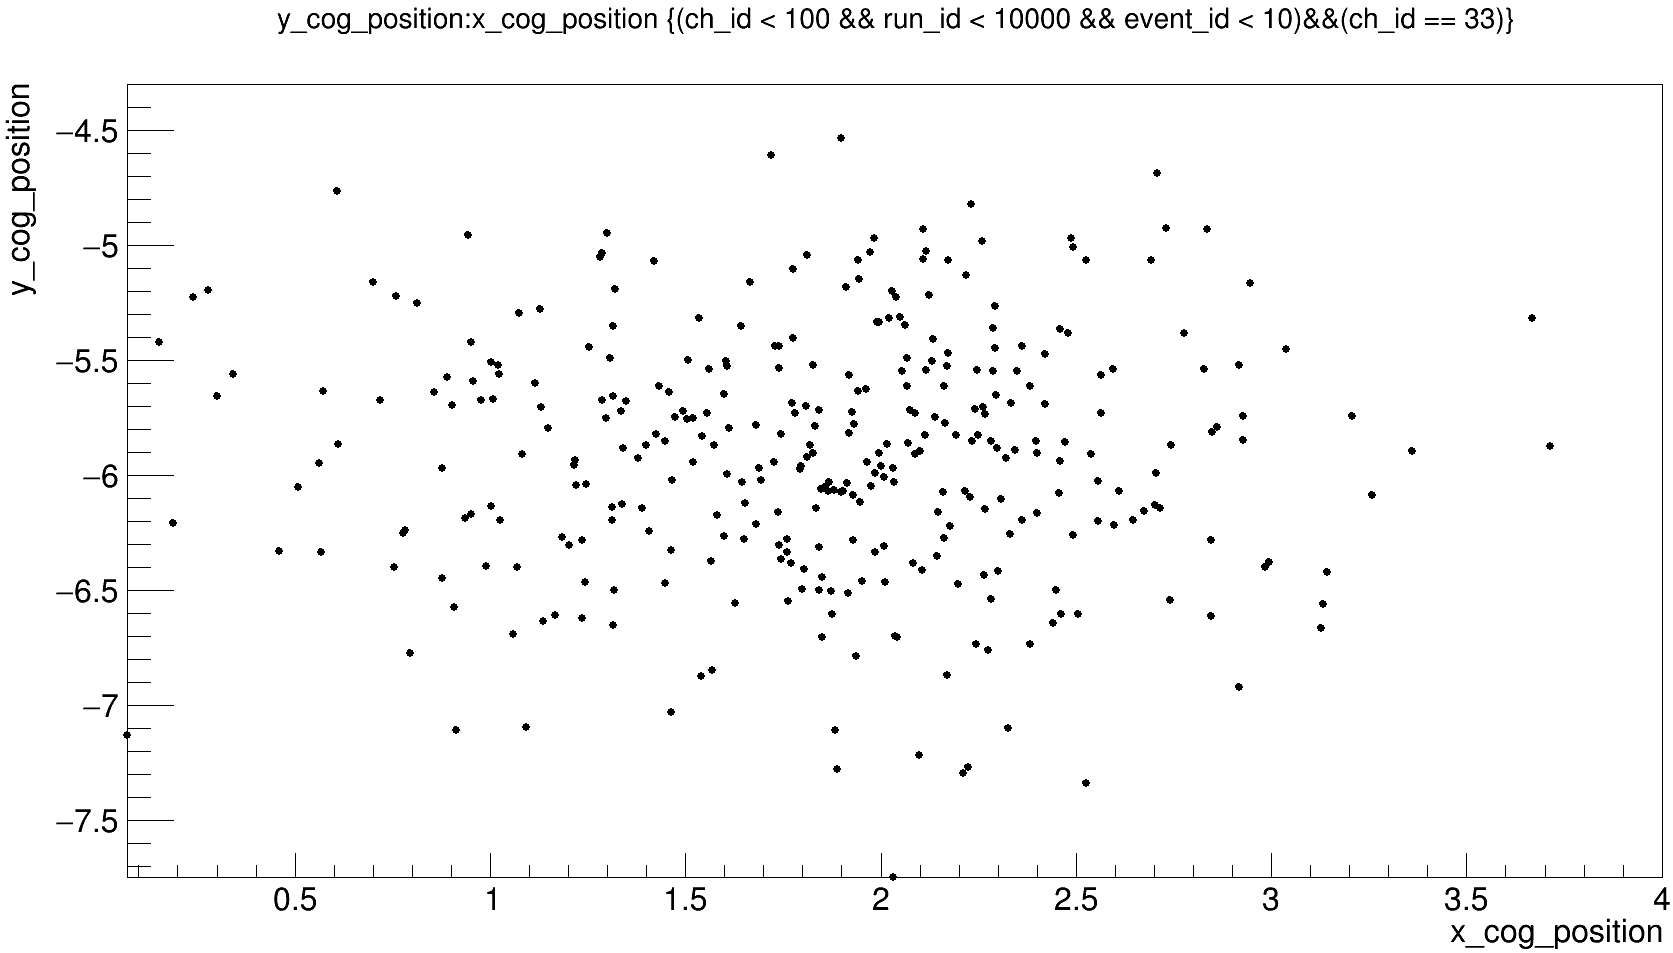 y_cog_position:x_cog_position {(ch_id < 100 && run_id < 10000 && event_id < 10)&&(ch_id == 33)}
y_cog_position
−4.5
−5
−5.5
−6
−6.5
−7
−7.5
0.5 1 1.5 2 2.5 3 3.5 4
x_cog_position